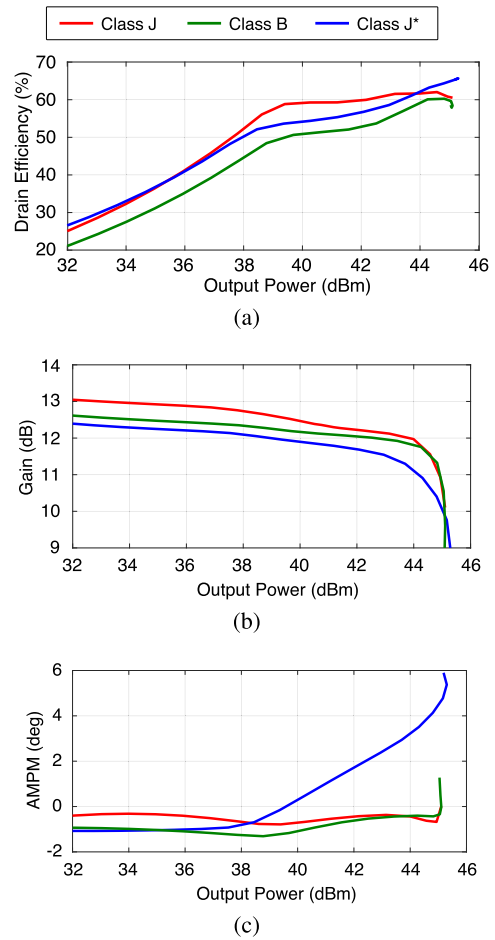 Class J Class B Class J*
Drain Efficiency (%)
70
60
50
40
30
20
32 34 36 38 40 42 44 46
Output Power (dBm)
(a)
Gain (dB)
14
13
12
11
10
9
32 34 36 38 40 42 44 46
Output Power (dBm)
(b)
AMPM (deg)
6
4
2
0
-2
32 34 36 38 40 42 44 46
Output Power (dBm)
(c)